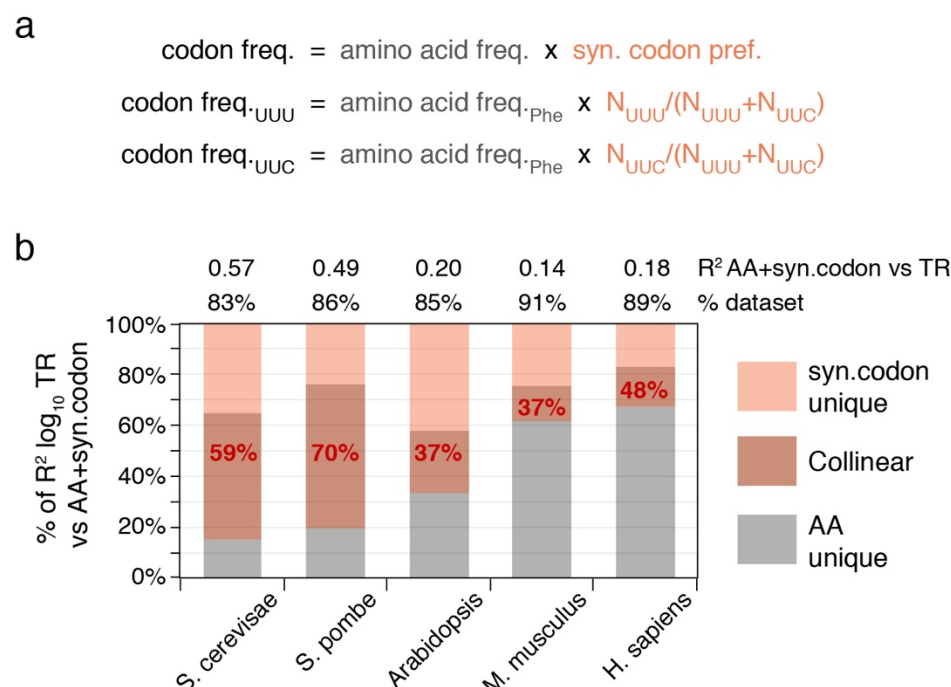 a
codon freq. = amino acid freq. x syn. codon pref.
codon freq.UUU = amino acid freq.Phe x NUUU/(NUUU+NUUC)
codon freq.UUC = amino acid freq.Phe x NUUC/(NUUU+NUUC)
b
0.57 0.49 0.20 0.14 0.18 R² AA+syn.codon vs TR
83% 86% 85% 91% 89% % dataset
% of R² log10 TR
vs AA+syn.codon
100%
80%
60%
40%
20%
0%
59% 70% 37% 37% 48%
S. cerevisae
S. pombe
Arabidopsis
M. musculus
H. sapiens
syn.codon
unique
Collinear
AA
unique